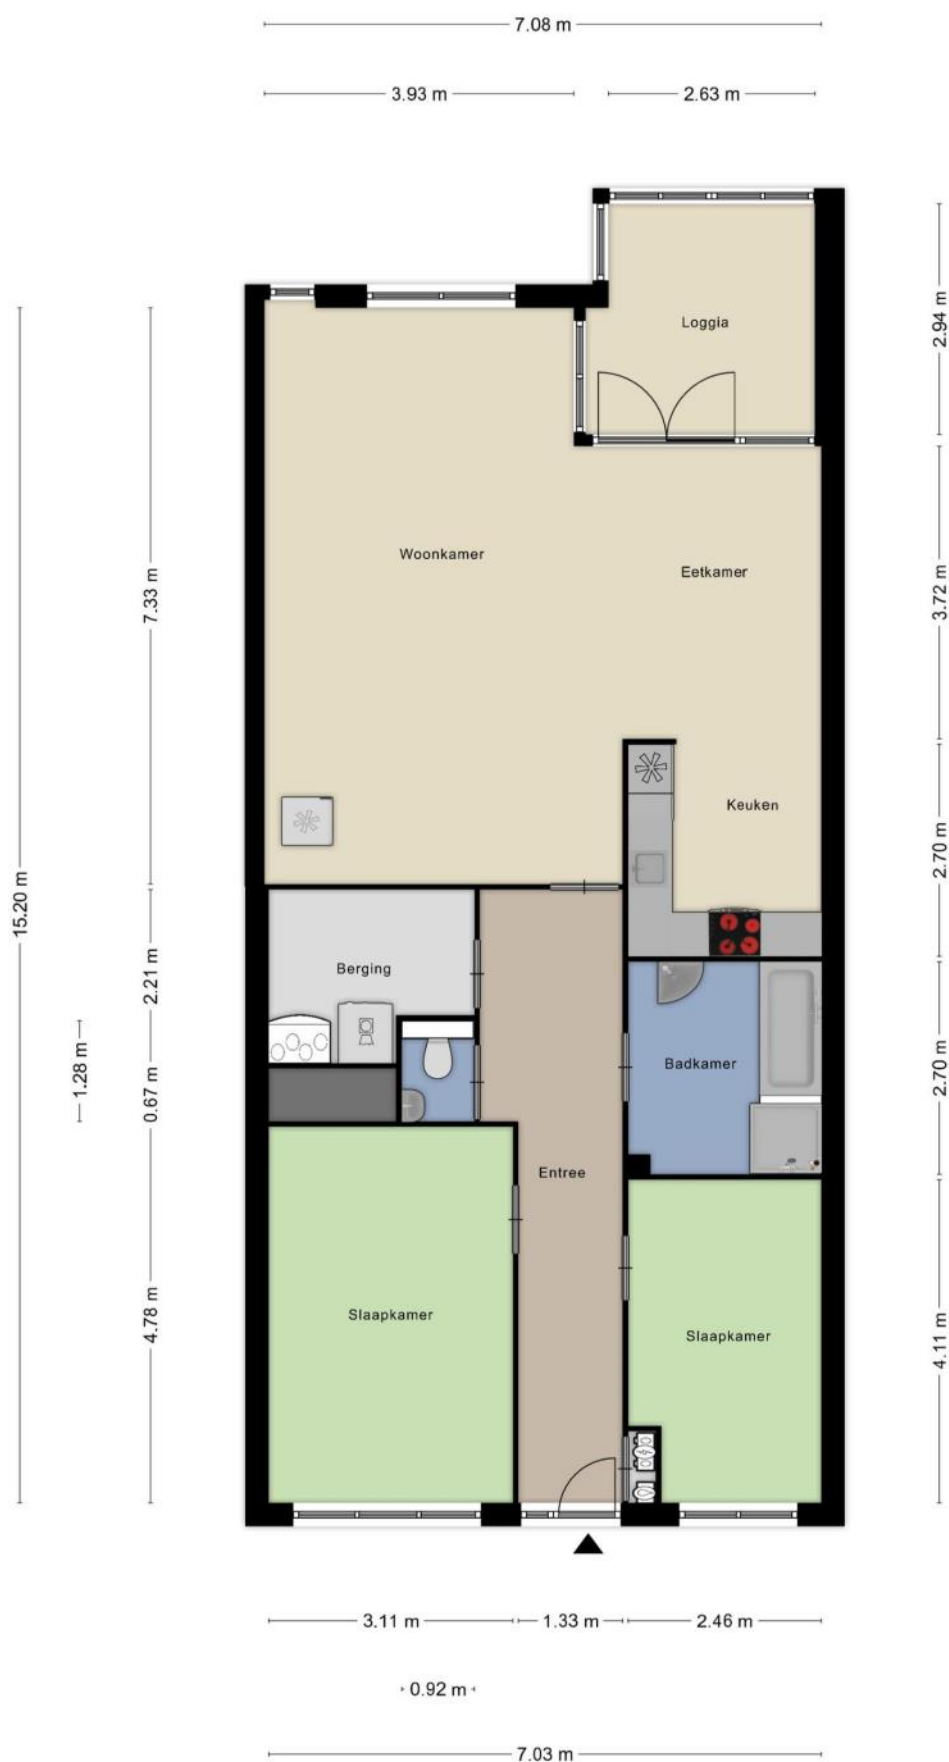 7.08 m
3.93 m
2.63 m
Loggia
2.94 m
Woonkamer
Eetkamer
7.33 m
3.72 m
Keuken
2.70 m
15.20 m
Berging
2.21 m
1.28 m
0.67 m
Badkamer
2.70 m
Entree
Slaapkamer
Slaapkamer
4.78 m
4.11 m
3.11 m
1.33 m
2.46 m
0.92 m
7.03 m